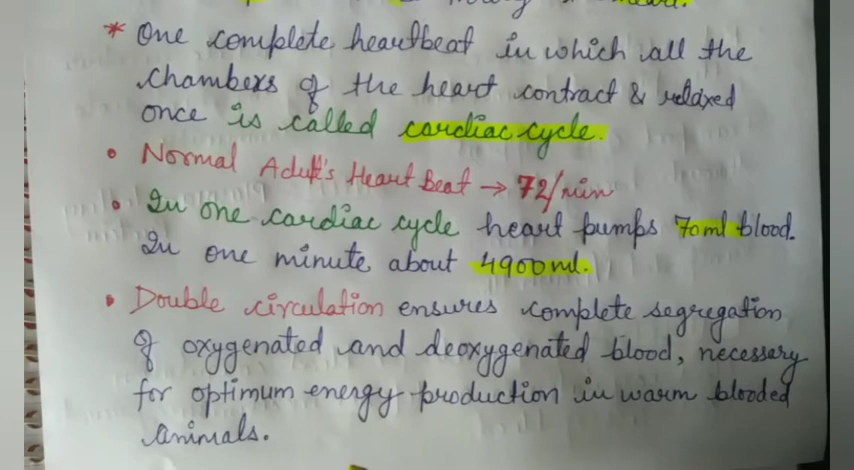 * One complete heartbeat in which all the
chambers of the heart contract & relaxed
once is called cardiac cycle.
• Normal Adult's Heart Beat → 72/min
• In one cardiac cycle heart pumps 70ml blood.
In one minute about 4900ml.
• Double circulation ensures complete segregation
of oxygenated and deoxygenated blood, necessary
for optimum energy production in warm blooded
animals.